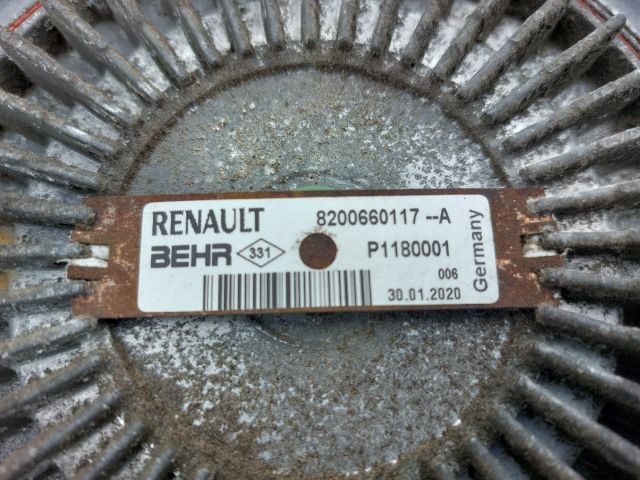 RENAULT 8200660117 --A
BEHR 331 P1180001
006
30.01.2020
Germany